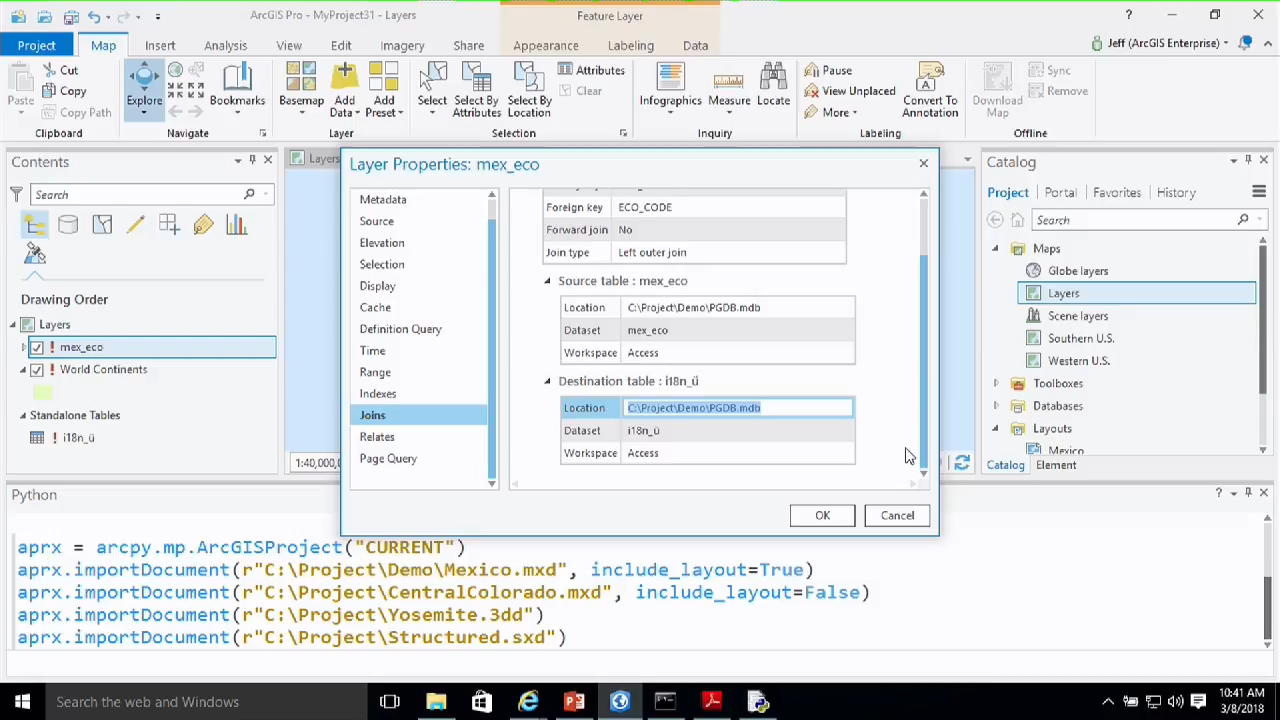 ArcGIS Pro - MyProject31 - Layers
Feature Layer
?
Project Map Insert Analysis View Edit Imagery Share Appearance Labeling Data
Jeff (ArcGIS Enterprise)
Paste
Cut
Copy
Copy Path
Clipboard
Explore
Bookmarks
Navigate
Basemap
Add Data
Add Preset
Layer
Select
Select By Attributes
Select By Location
Attributes
Clear
Selection
Infographics
Measure
Locate
Inquiry
Pause
View Unplaced
More
Convert To Annotation
Labeling
Download Map
Sync
Remove
Offline
Contents
Search
Drawing Order
Layers
mex_eco
World Continents
Standalone Tables
i18n_ü
Layers
1:40,000,
Layer Properties: mex_eco
Metadata
Source
Elevation
Selection
Display
Cache
Definition Query
Time
Range
Indexes
Joins
Relates
Page Query
Foreign key ECO_CODE
Forward join No
Join type Left outer join
Source table : mex_eco
Location C:\Project\Demo\PGDB.mdb
Dataset mex_eco
Workspace Access
Destination table : i18n_ü
Location C:\Project\Demo\PGDB.mdb
Dataset i18n_ü
Workspace Access
OK
Cancel
Catalog
Project Portal Favorites History
Search
Maps
Globe layers
Layers
Scene layers
Southern U.S.
Western U.S.
Toolboxes
Databases
Layouts
Mexico
Catalog Element
Python
?
aprx = arcpy.mp.ArcGISProject("CURRENT")
aprx.importDocument(r"C:\Project\Demo\Mexico.mxd", include_layout=True)
aprx.importDocument(r"C:\Project\CentralColorado.mxd", include_layout=False)
aprx.importDocument(r"C:\Project\Yosemite.3dd")
aprx.importDocument(r"C:\Project\Structured.sxd")
Search the web and Windows
10:41 AM
3/8/2018